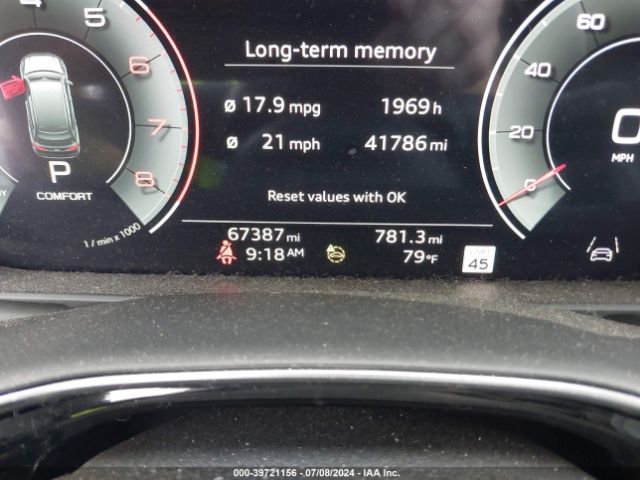 4
5
6
7
8
P
COMFORT
1 / min x 1000
Long-term memory
ø 17.9 mpg 1969 h
ø 21 mph 41786 mi
Reset values with OK
67387 mi 781.3 mi
9:18 AM 79°F
45
60
40
20
0
0
MPH
000-39721156 - 07/08/2024 - IAA Inc.